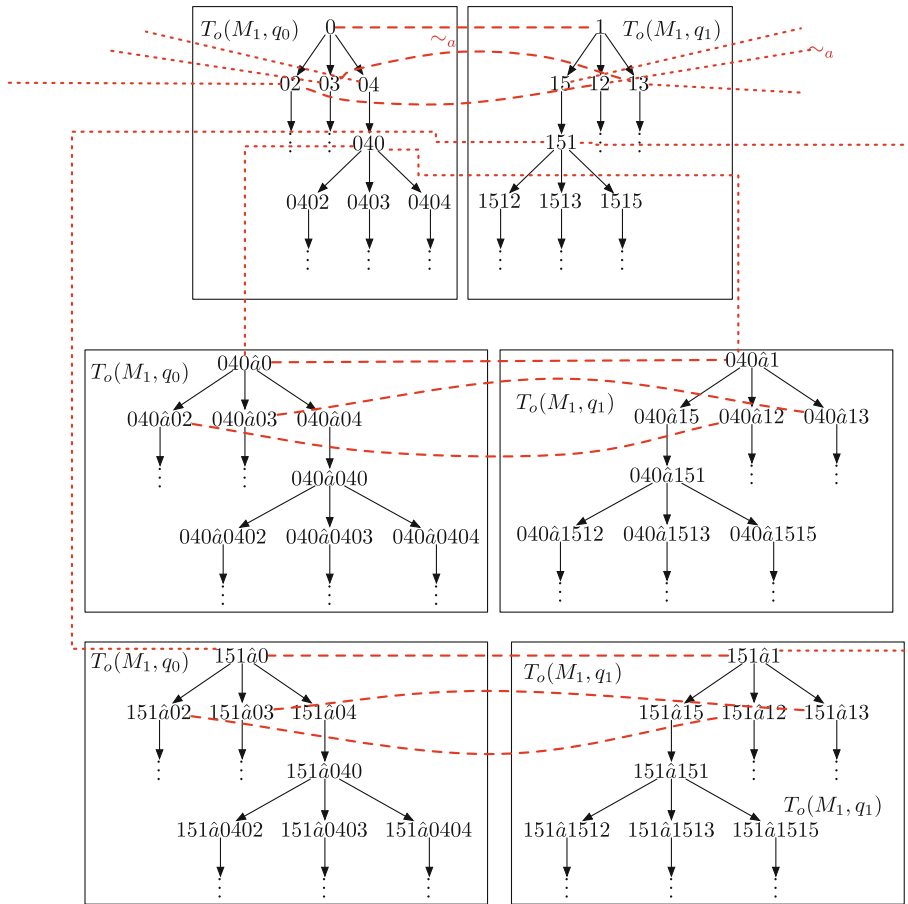 T_o(M_1, q_0) 0 1 T_o(M_1, q_1)
∼_a ∼_a
02 03 04 15 12 13
⋮ ⋮ ⋮ ⋮
040 151
0402 0403 0404 1512 1513 1515
⋮ ⋮ ⋮ ⋮ ⋮ ⋮
040â0 040â1
T_o(M_1, q_0) T_o(M_1, q_1)
040â02 040â03 040â04 040â15 040â12 040â13
⋮ ⋮ ⋮ ⋮
040â040 040â151
040â0402 040â0403 040â0404 040â1512 040â1513 040â1515
⋮ ⋮ ⋮ ⋮ ⋮ ⋮
T_o(M_1, q_0) 151â0 T_o(M_1, q_1) 151â1
151â02 151â03 151â04 151â15 151â12 151â13
⋮ ⋮ ⋮ ⋮
151â040 151â151
T_o(M_1, q_1)
151â0402 151â0403 151â0404 151â1512 151â1513 151â1515
⋮ ⋮ ⋮ ⋮ ⋮ ⋮